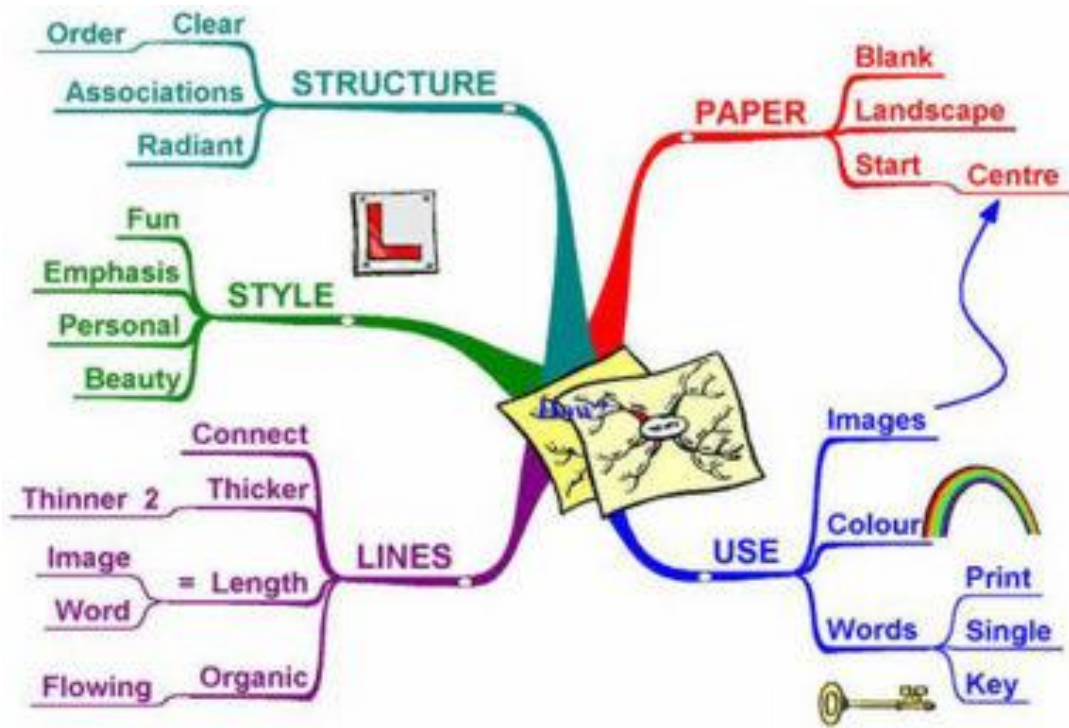 STRUCTURE
Clear
Order
Associations
Radiant
PAPER
Blank
Landscape
Start
Centre
L
STYLE
Fun
Emphasis
Personal
Beauty
LINES
Connect
Thicker
Thinner 2
= Length
Image
Word
Organic
Flowing
USE
Images
Colour
Words
Print
Single
Key